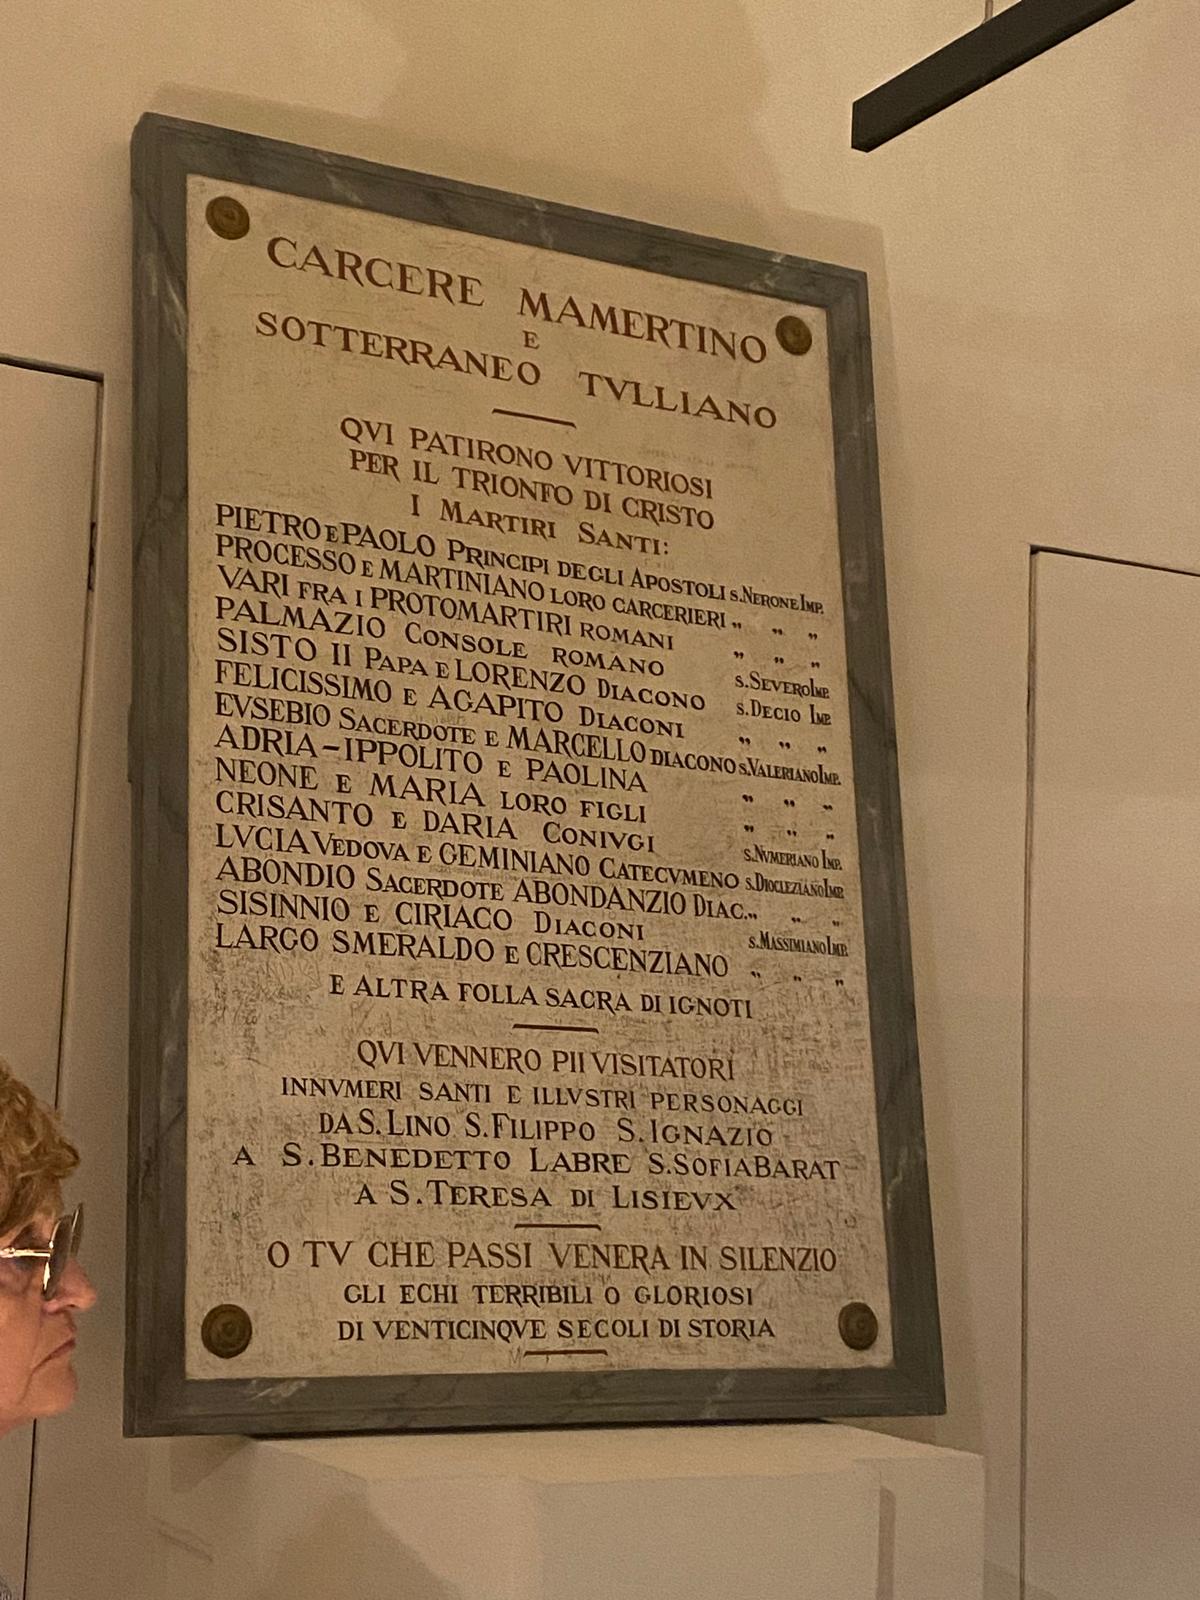 CARCERE MAMERTINO
E
SOTTERRANEO TVLLIANO
QVI PATIRONO VITTORIOSI
PER IL TRIONFO DI CRISTO
I MARTIRI SANTI:
PIETRO E PAOLO PRINCIPI DEGLI APOSTOLI S. NERONE IMP.
PROCESSO E MARTINIANO LORO CARCERIERI " " "
VARI FRA I PROTOMARTIRI ROMANI " " "
PALMAZIO CONSOLE ROMANO S. SEVERO IMP.
SISTO II PAPA E LORENZO DIACONO S. DECIO IMP.
FELICISSIMO E AGAPITO DIACONI " " "
EVSEBIO SACERDOTE E MARCELLO DIACONO S. VALERIANO IMP.
ADRIA-IPPOLITO E PAOLINA " " "
NEONE E MARIA LORO FIGLI " " "
CRISANTO E DARIA CONIVGI S. NVMERIANO IMP.
LVCIA VEDOVA E GEMINIANO CATECVMENO S. DIOCLEZIANO IMP.
ABONDIO SACERDOTE ABONDANZIO DIAC. " " "
SISINNIO E CIRIACO DIACONI S. MASSIMIANO IMP.
LARGO SMERALDO E CRESCENZIANO " " "
E ALTRA FOLLA SACRA DI IGNOTI
QVI VENNERO PII VISITATORI
INNVMERI SANTI E ILLVSTRI PERSONAGGI
DA S. LINO S. FILIPPO S. IGNAZIO
A S. BENEDETTO LABRE S. SOFIA BARAT
A S. TERESA DI LISIEVX
O TV CHE PASSI VENERA IN SILENZIO
GLI ECHI TERRIBILI O GLORIOSI
DI VENTICINQVE SECOLI DI STORIA